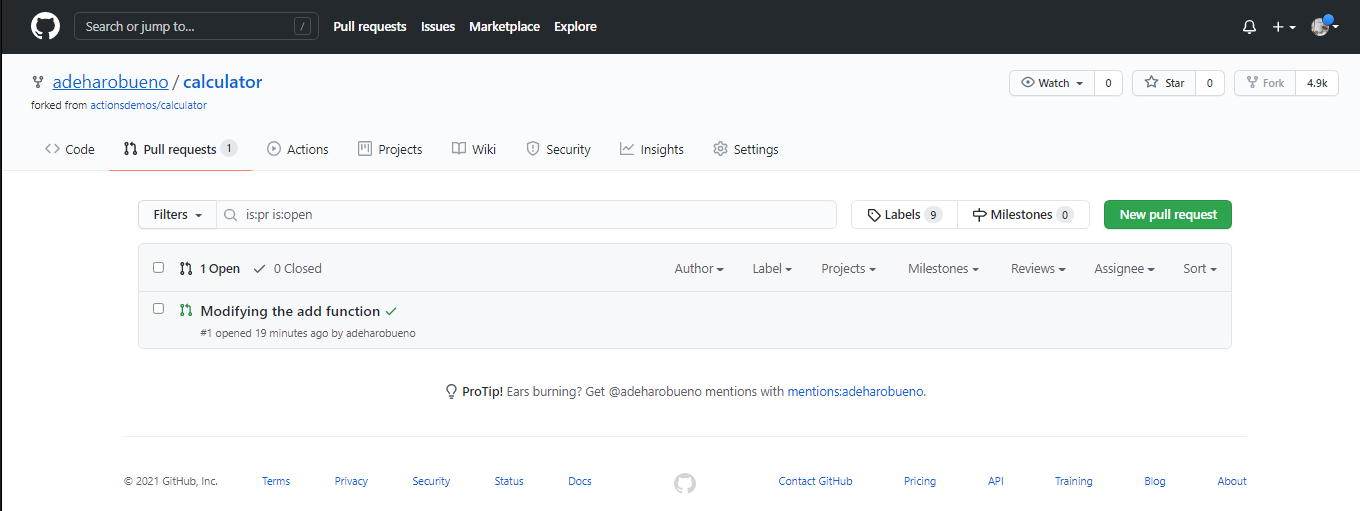 Search or jump to... / Pull requests Issues Marketplace Explore
adeharobueno / calculator Watch 0 Star 0 Fork 4.9k
forked from actionsdemos/calculator
Code Pull requests 1 Actions Projects Wiki Security Insights Settings
Filters is:pr is:open Labels 9 Milestones 0 New pull request
1 Open 0 Closed Author Label Projects Milestones Reviews Assignee Sort
Modifying the add function
#1 opened 19 minutes ago by adeharobueno
ProTip! Ears burning? Get @adeharobueno mentions with mentions:adeharobueno.
© 2021 GitHub, Inc. Terms Privacy Security Status Docs Contact GitHub Pricing API Training Blog About